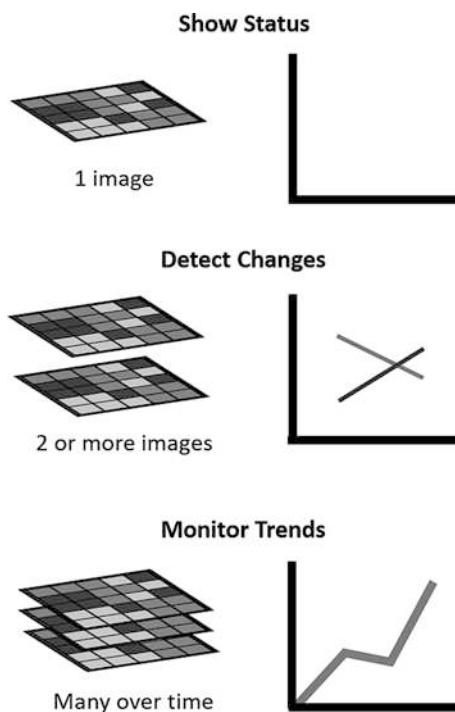 Show Status
1 image
Detect Changes
2 or more images
Monitor Trends
Many over time